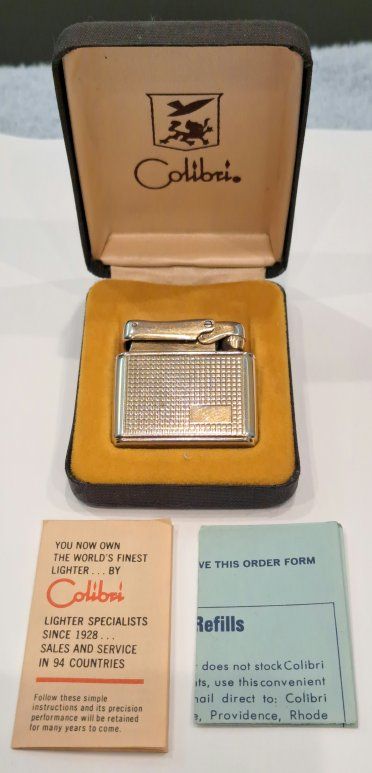 Colibri.
YOU NOW OWN
THE WORLD'S FINEST
LIGHTER... BY
Colibri
LIGHTER SPECIALISTS
SINCE 1928...
SALES AND SERVICE
IN 94 COUNTRIES
Follow these simple
instructions and its precision
performance will be retained
for many years to come.
VE THIS ORDER FORM
Refills
does not stock Colibri
ts, use this convenient
mail direct to: Colibri
e, Providence, Rhode